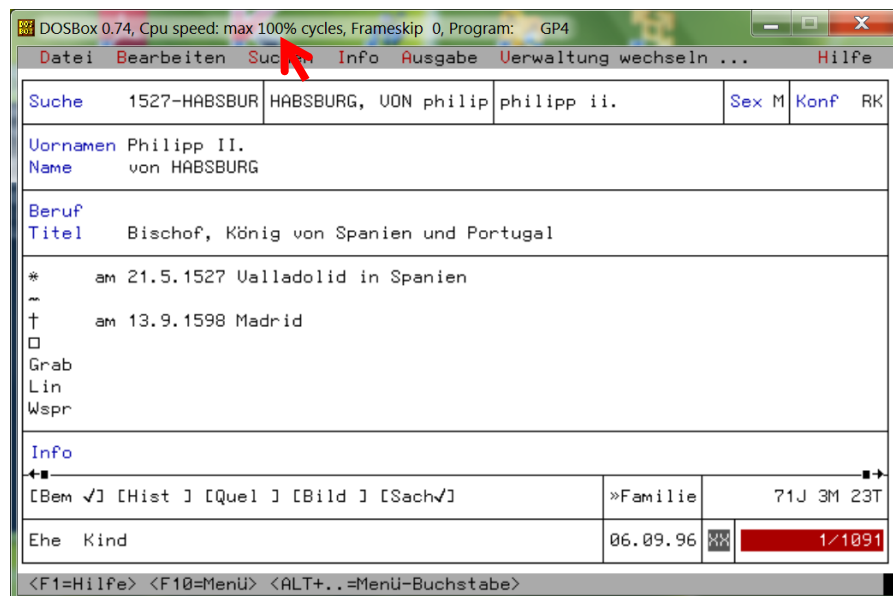 DOSBox 0.74, Cpu speed: max 100% cycles, Frameskip 0, Program: GP4
Datei Bearbeiten Suchen Info Ausgabe Verwaltung wechseln ... Hilfe
Suche 1527-HABSBUR HABSBURG, VON philip philipp ii. Sex M Konf RK
Vornamen Philipp II.
Name von HABSBURG
Beruf
Titel Bischof, König von Spanien und Portugal
* am 21.5.1527 Valladolid in Spanien
~
† am 13.9.1598 Madrid
□
Grab
Lin
Wspr
Info
[Bem √] [Hist ] [Quel ] [Bild ] [Sach√] »Familie 71J 3M 23T
Ehe Kind 06.09.96 XX 1/1091
<F1=Hilfe> <F10=Menü> <ALT+..=Menü-Buchstabe>